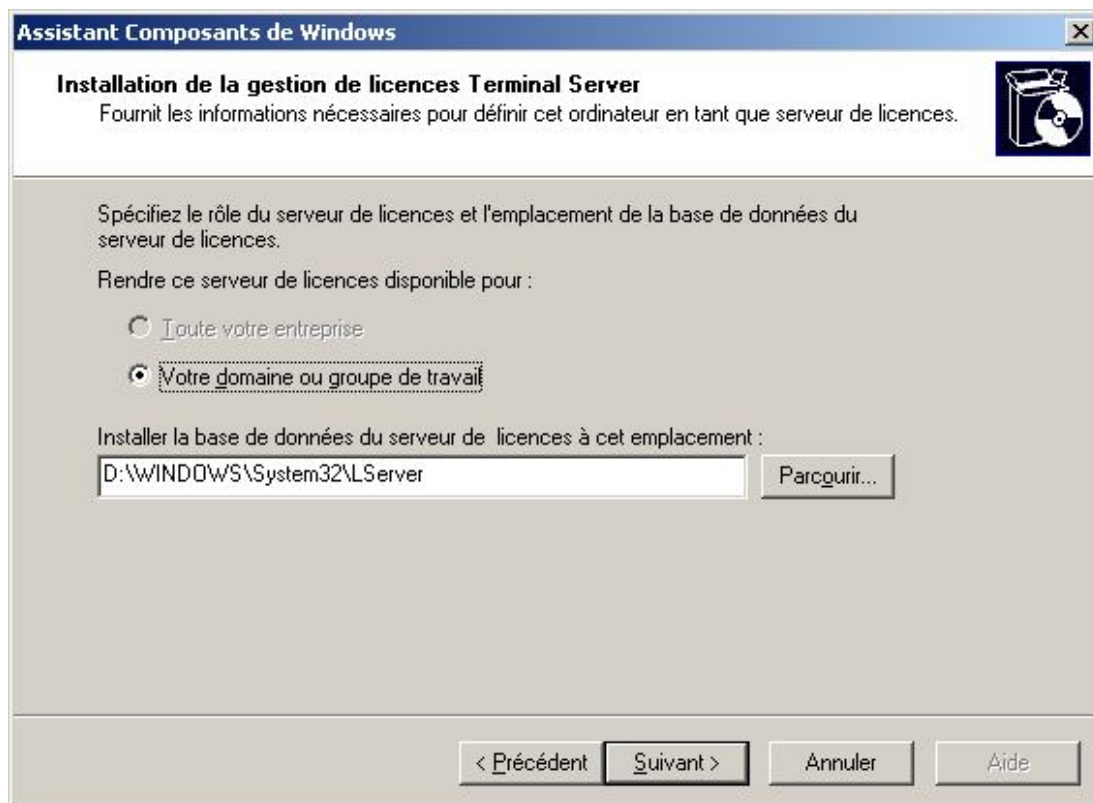 Assistant Composants de Windows
Installation de la gestion de licences Terminal Server
Fournit les informations nécessaires pour définir cet ordinateur en tant que serveur de licences.
Spécifiez le rôle du serveur de licences et l'emplacement de la base de données du
serveur de licences.
Rendre ce serveur de licences disponible pour :
Toute votre entreprise
Votre domaine ou groupe de travail
Installer la base de données du serveur de licences à cet emplacement :
D:\WINDOWS\System32\LServer
Parcourir...
< Précédent
Suivant >
Annuler
Aide